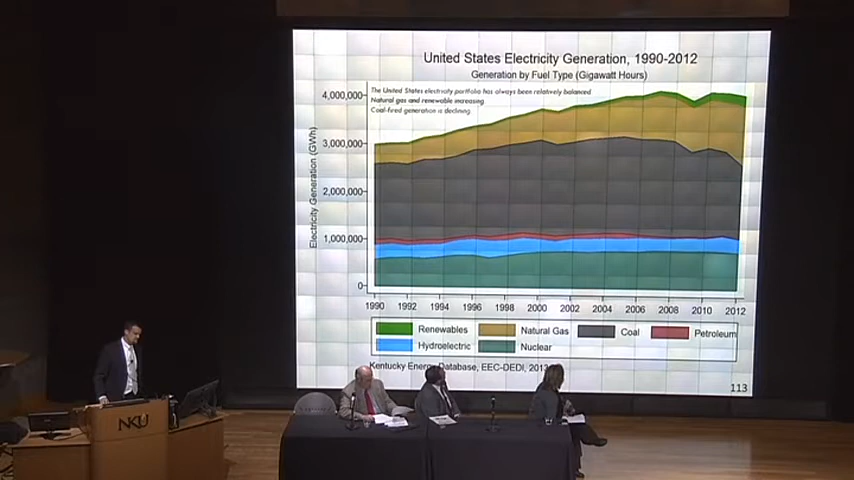 United States Electricity Generation, 1990-2012
Generation by Fuel Type (Gigawatt Hours)
The United States electricity portfolio has always been relatively balanced
Natural gas and renewable increasing
Coal-fired generation is declining
Electricity Generation (GWh)
4,000,000
3,000,000
2,000,000
1,000,000
0
1990 1992 1994 1996 1998 2000 2002 2004 2006 2008 2010 2012
Renewables Natural Gas Coal Petroleum
Hydroelectric Nuclear
Kentucky Energy Database, EEC-DEDI, 2013
113
NKU